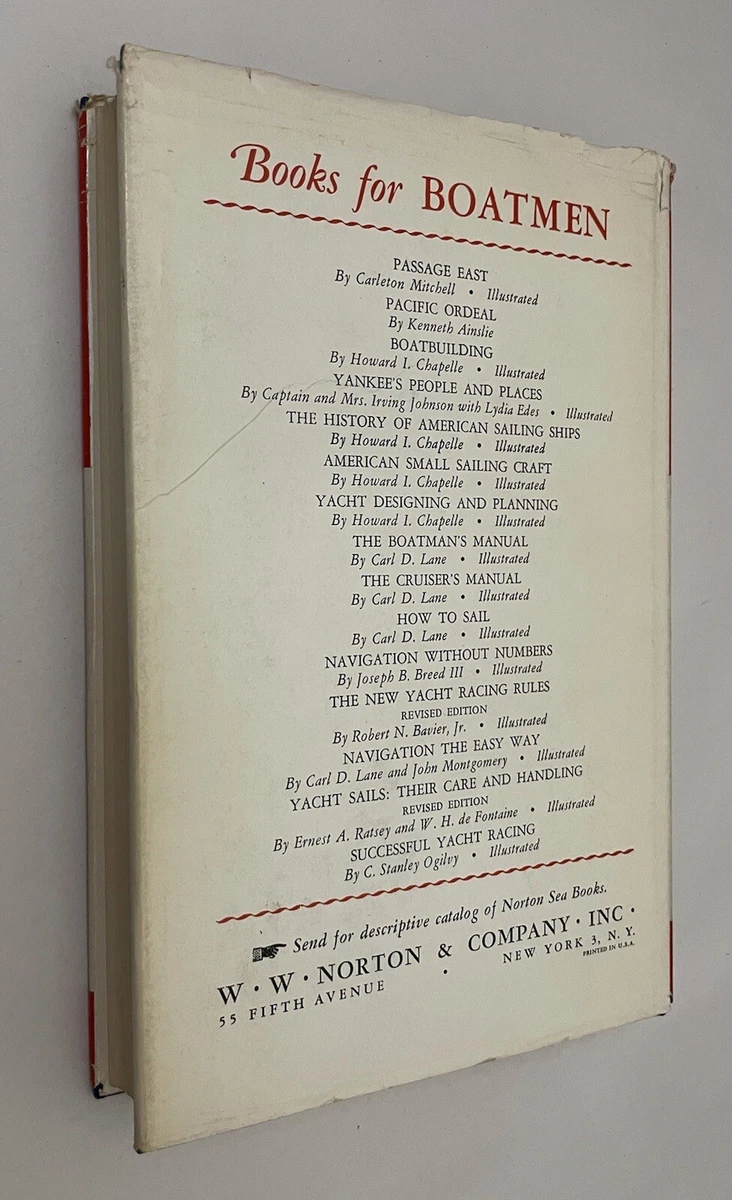 Books for BOATMEN
PASSAGE EAST
By Carleton Mitchell • Illustrated
PACIFIC ORDEAL
By Kenneth Ainslie
BOATBUILDING
By Howard I. Chapelle • Illustrated
YANKEE'S PEOPLE AND PLACES
By Captain and Mrs. Irving Johnson with Lydia Edes • Illustrated
THE HISTORY OF AMERICAN SAILING SHIPS
By Howard I. Chapelle • Illustrated
AMERICAN SMALL SAILING CRAFT
By Howard I. Chapelle • Illustrated
YACHT DESIGNING AND PLANNING
By Howard I. Chapelle • Illustrated
THE BOATMAN'S MANUAL
By Carl D. Lane • Illustrated
THE CRUISER'S MANUAL
By Carl D. Lane • Illustrated
HOW TO SAIL
By Carl D. Lane • Illustrated
NAVIGATION WITHOUT NUMBERS
By Joseph B. Breed III • Illustrated
THE NEW YACHT RACING RULES
REVISED EDITION
By Robert N. Bavier, Jr. • Illustrated
NAVIGATION THE EASY WAY
By Carl D. Lane and John Montgomery • Illustrated
YACHT SAILS: THEIR CARE AND HANDLING
REVISED EDITION
By Ernest A. Ratsey and W. H. de Fontaine • Illustrated
SUCCESSFUL YACHT RACING
By C. Stanley Ogilvy • Illustrated
Send for descriptive catalog of Norton Sea Books.
W • W • NORTON & COMPANY • INC •
55 FIFTH AVENUE • NEW YORK 3, N. Y.
PRINTED IN U.S.A.